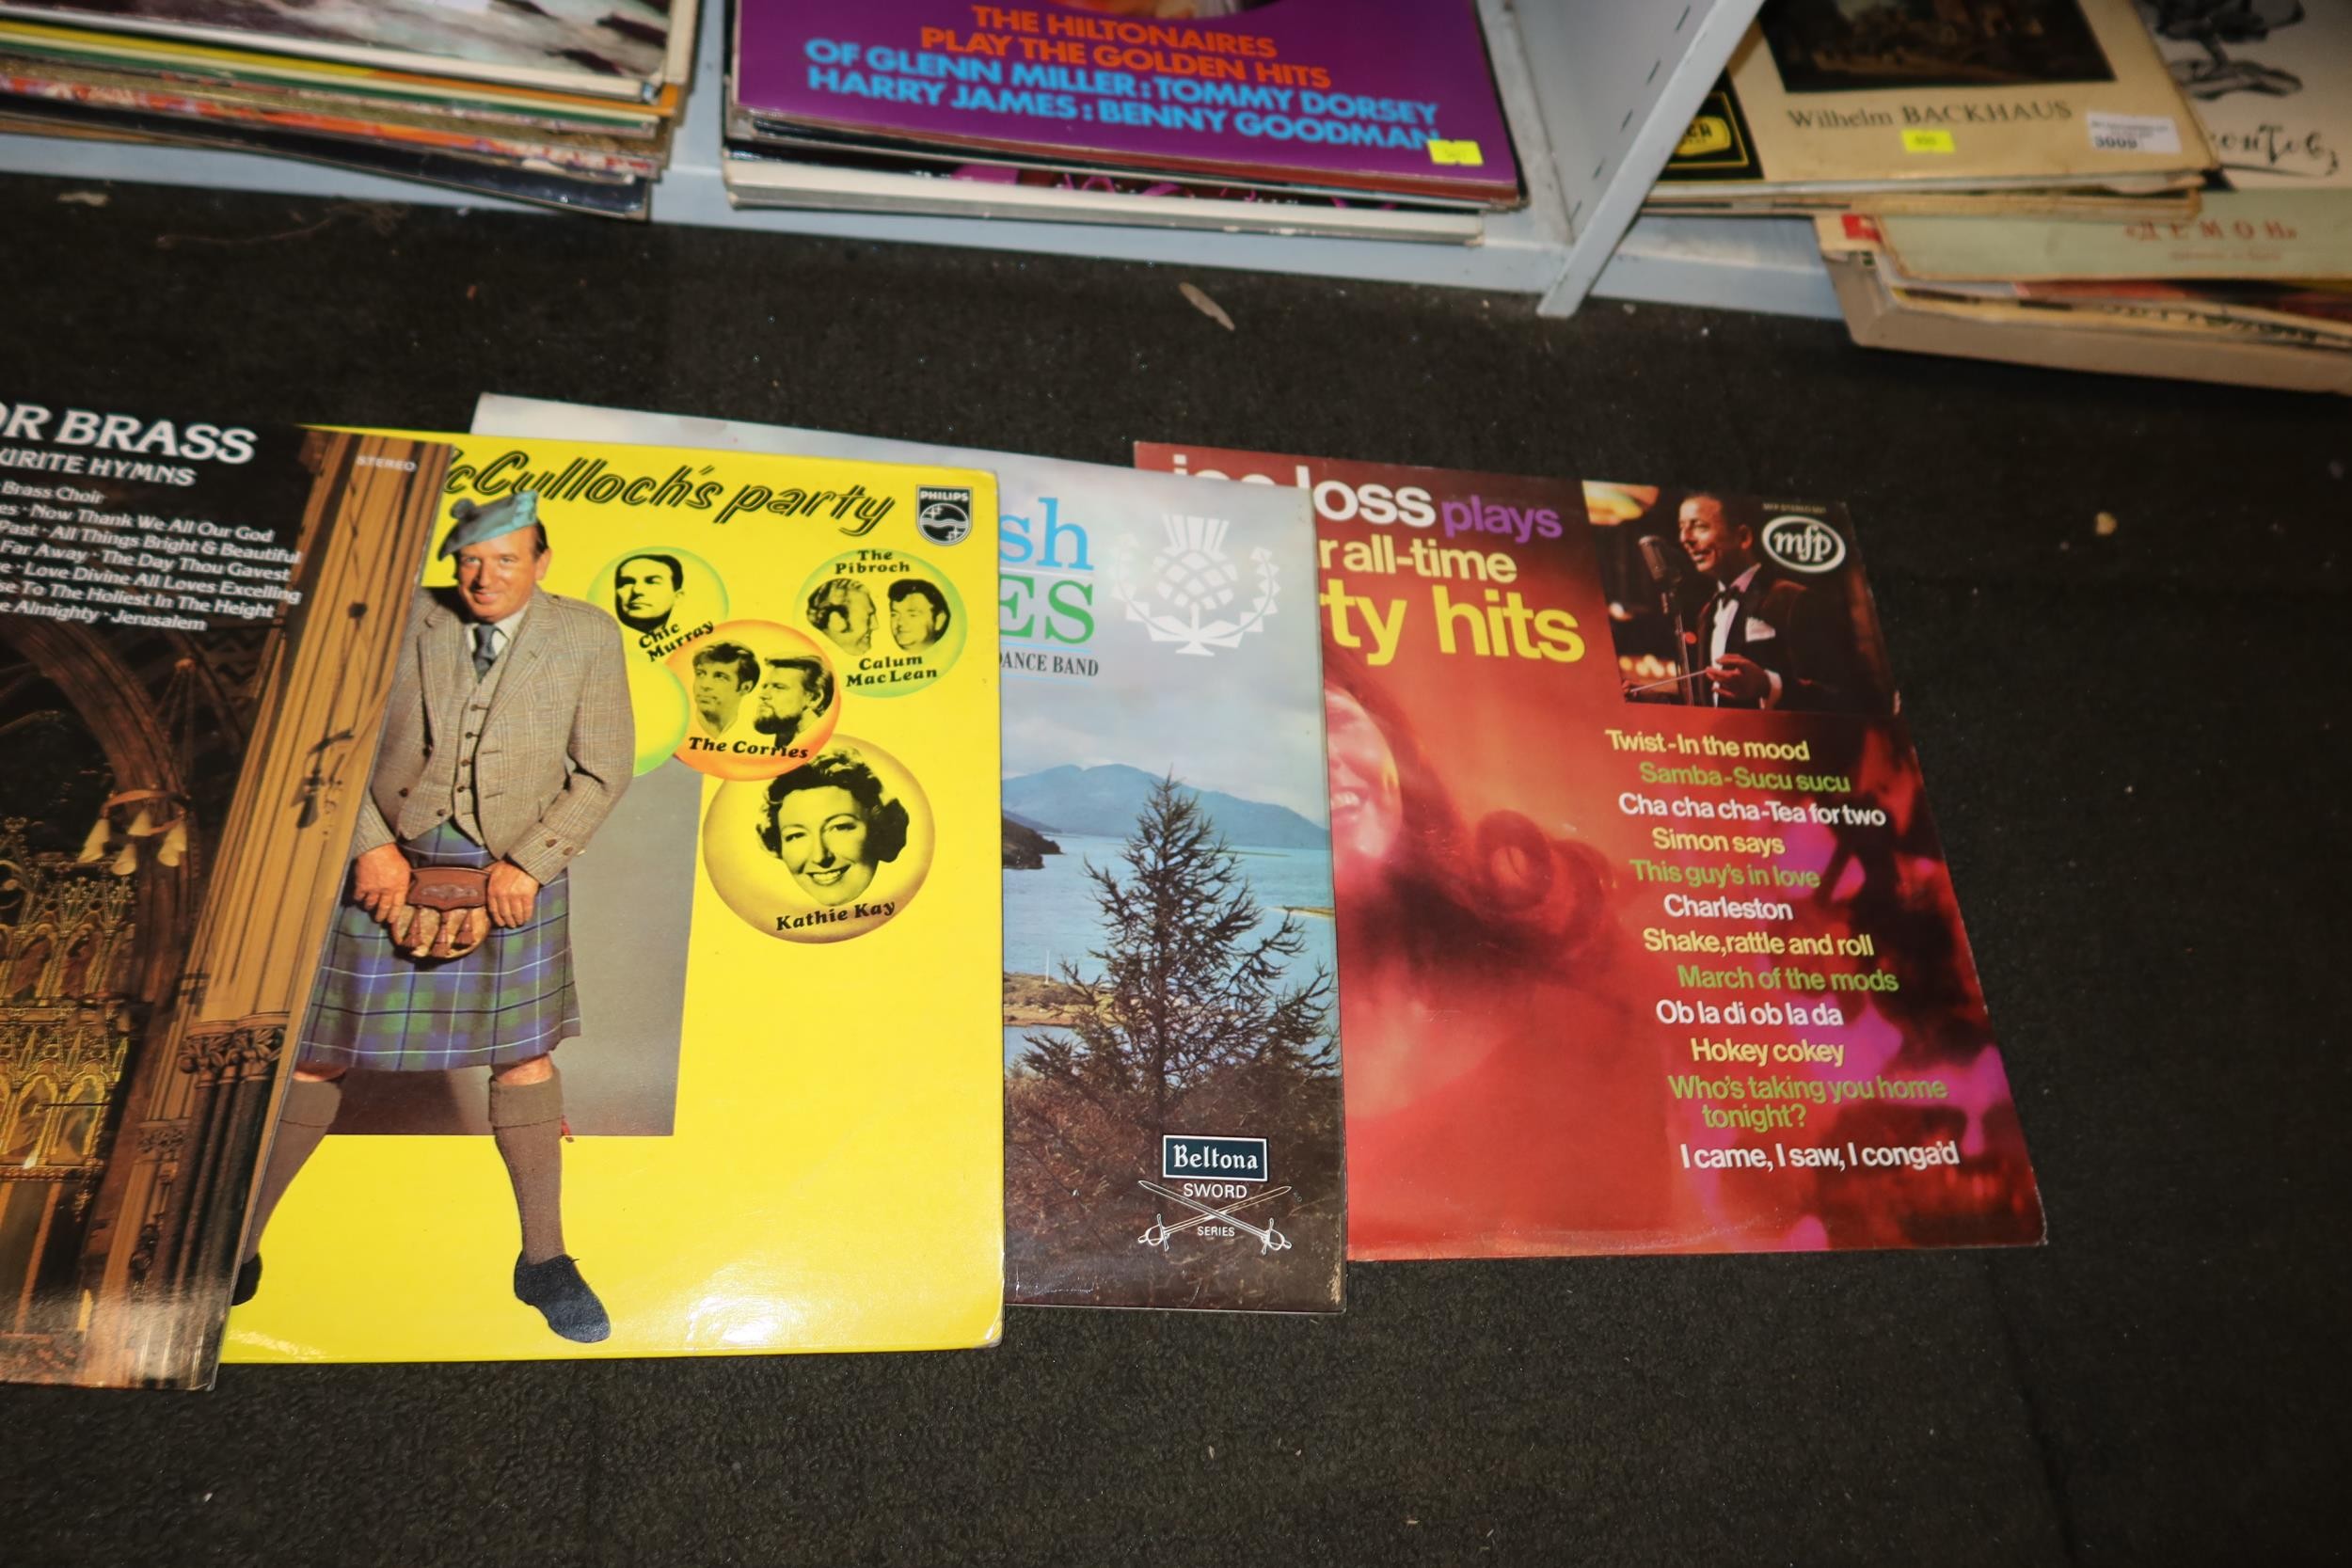 THE HILTONAIRES
PLAY THE GOLDEN HITS
OF GLENN MILLER: TOMMY DORSEY
HARRY JAMES: BENNY GOODMAN
Wilhelm BACKHAUS
3009
«ДЕМОН»
OR BRASS
URITE HYMNS
Brass Choir
es · Now Thank We All Our God
Past · All Things Bright & Beautiful
Far Away · The Day Thou Gavest
e · Love Divine All Loves Excelling
se To The Holiest In The Height
e Almighty · Jerusalem
STEREO
cCulloch's party
PHILIPS
Chic
Murray
The
Pibroch
Calum
MacLean
The Corries
Kathie Kay
sh
ES
DANCE BAND
Beltona
SWORD
SERIES
joe loss plays
r all-time
ty hits
mfp
Twist-In the mood
Samba-Sucu sucu
Cha cha cha-Tea for two
Simon says
This guy's in love
Charleston
Shake, rattle and roll
March of the mods
Ob la di ob la da
Hokey cokey
Who's taking you home
tonight?
I came, I saw, I conga'd